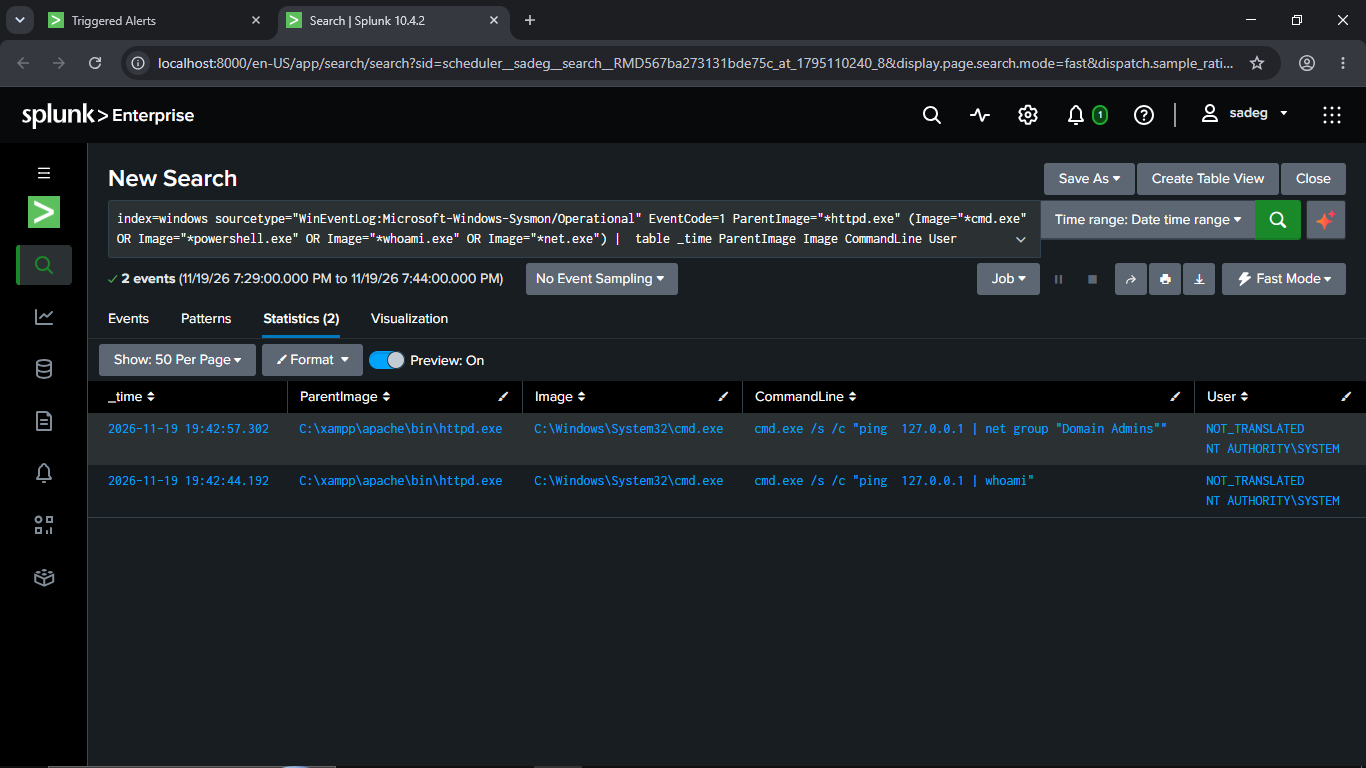 Triggered Alerts
Search | Splunk 10.4.2
localhost:8000/en-US/app/search/search?sid=scheduler__sadeg__search__RMD567ba273131bde75c_at_1795110240_8&display.page.search.mode=fast&dispatch.sample_rati...
splunk> Enterprise
1
sadeg
New Search
Save As
Create Table View
Close
index=windows sourcetype="WinEventLog:Microsoft-Windows-Sysmon/Operational" EventCode=1 ParentImage="*httpd.exe" (Image="*cmd.exe"
OR Image="*powershell.exe" OR Image="*whoami.exe" OR Image="*net.exe") |  table _time ParentImage Image CommandLine User
Time range: Date time range
2 events (11/19/26 7:29:00.000 PM to 11/19/26 7:44:00.000 PM)
No Event Sampling
Job
Fast Mode
Events
Patterns
Statistics (2)
Visualization
Show: 50 Per Page
Format
Preview: On
_time
ParentImage
Image
CommandLine
User
2026-11-19 19:42:57.302
C:\xampp\apache\bin\httpd.exe
C:\Windows\System32\cmd.exe
cmd.exe /s /c "ping  127.0.0.1 | net group "Domain Admins""
NOT_TRANSLATED
NT AUTHORITY\SYSTEM
2026-11-19 19:42:44.192
C:\xampp\apache\bin\httpd.exe
C:\Windows\System32\cmd.exe
cmd.exe /s /c "ping  127.0.0.1 | whoami"
NOT_TRANSLATED
NT AUTHORITY\SYSTEM